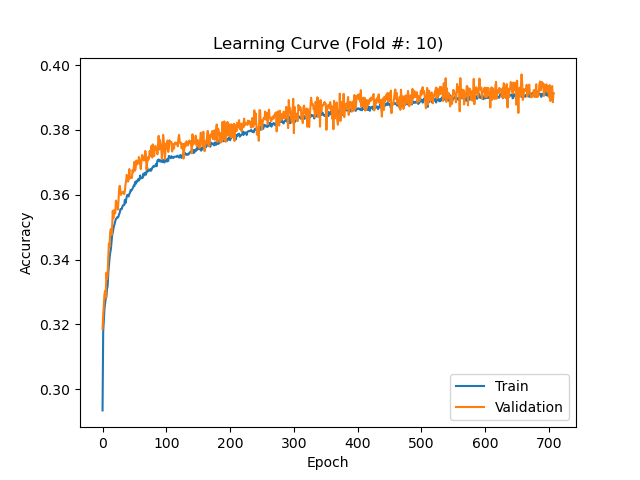 Learning Curve (Fold #: 10)
Accuracy
0.40
0.38
0.36
0.34
0.32
0.30
0 100 200 300 400 500 600 700
Epoch
Train
Validation